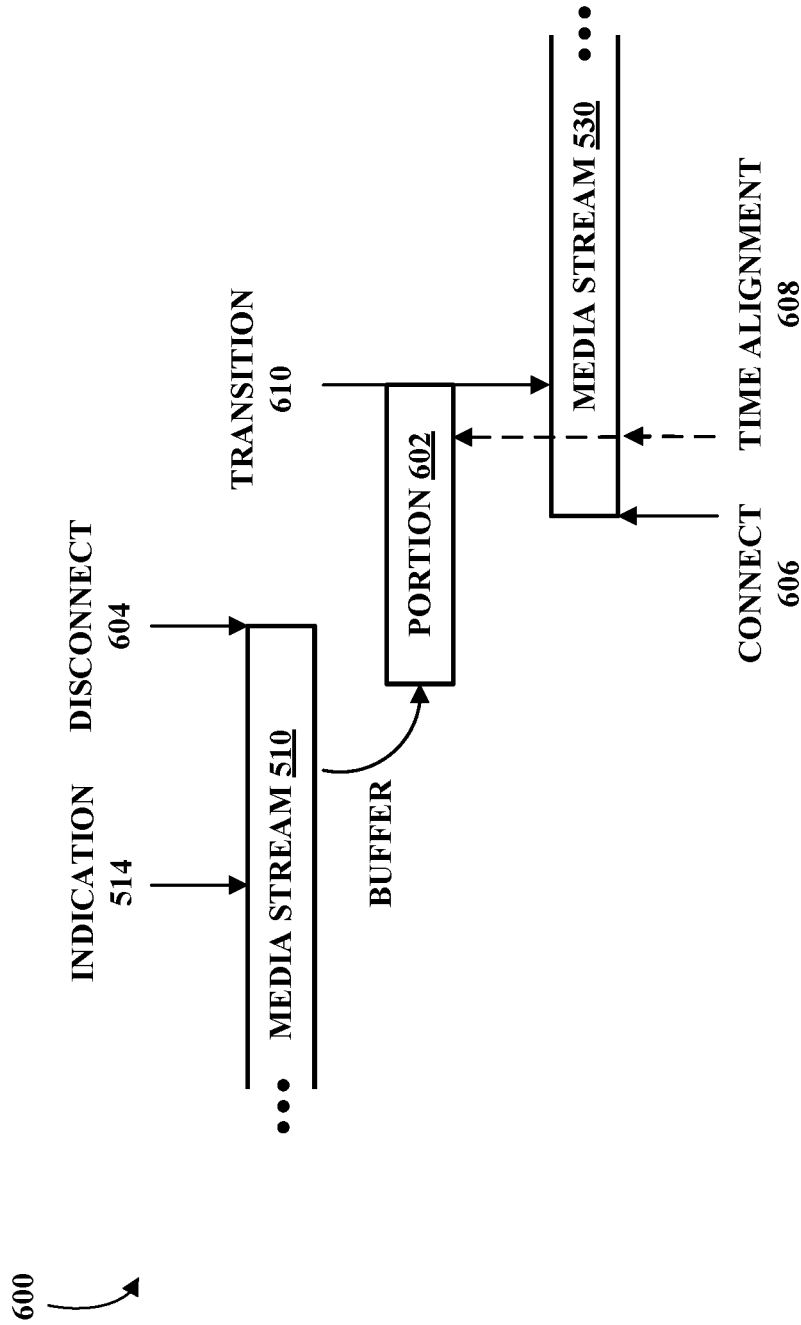 600
INDICATION
514
DISCONNECT
604
MEDIA STREAM 510
BUFFER
TRANSITION
610
PORTION 602
MEDIA STREAM 530
CONNECT
606
TIME ALIGNMENT
608